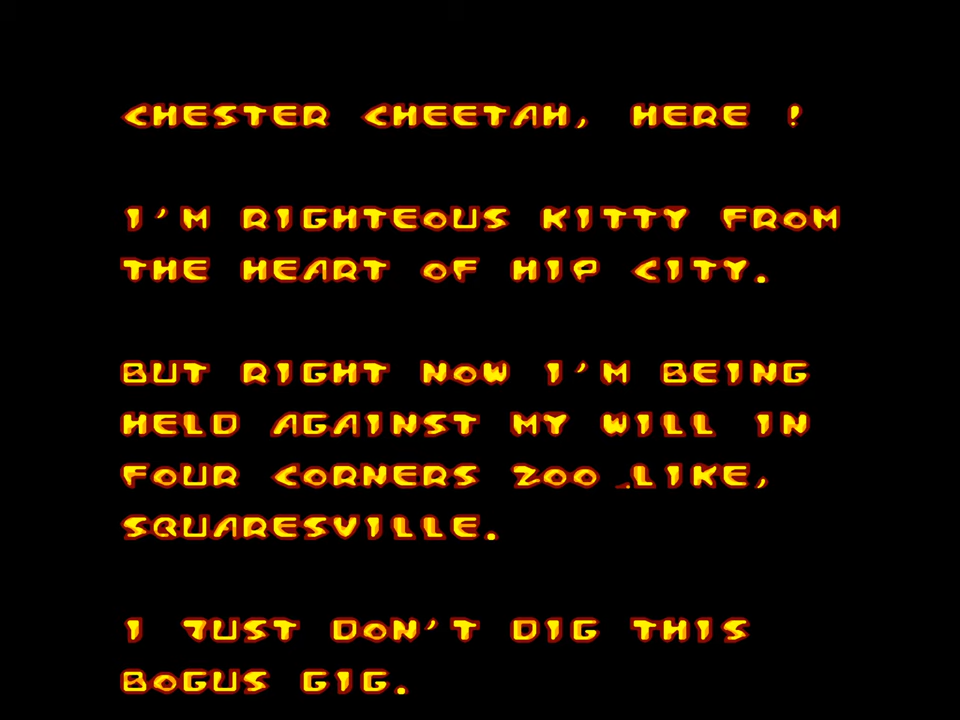 CHESTER CHEETAH, HERE !
I'M RIGHTEOUS KITTY FROM
THE HEART OF HIP CITY.
BUT RIGHT NOW I'M BEING
HELD AGAINST MY WILL IN
FOUR CORNERS ZOO .LIKE,
SQUARESVILLE.
I JUST DON'T DIG THIS
BOGUS GIG.